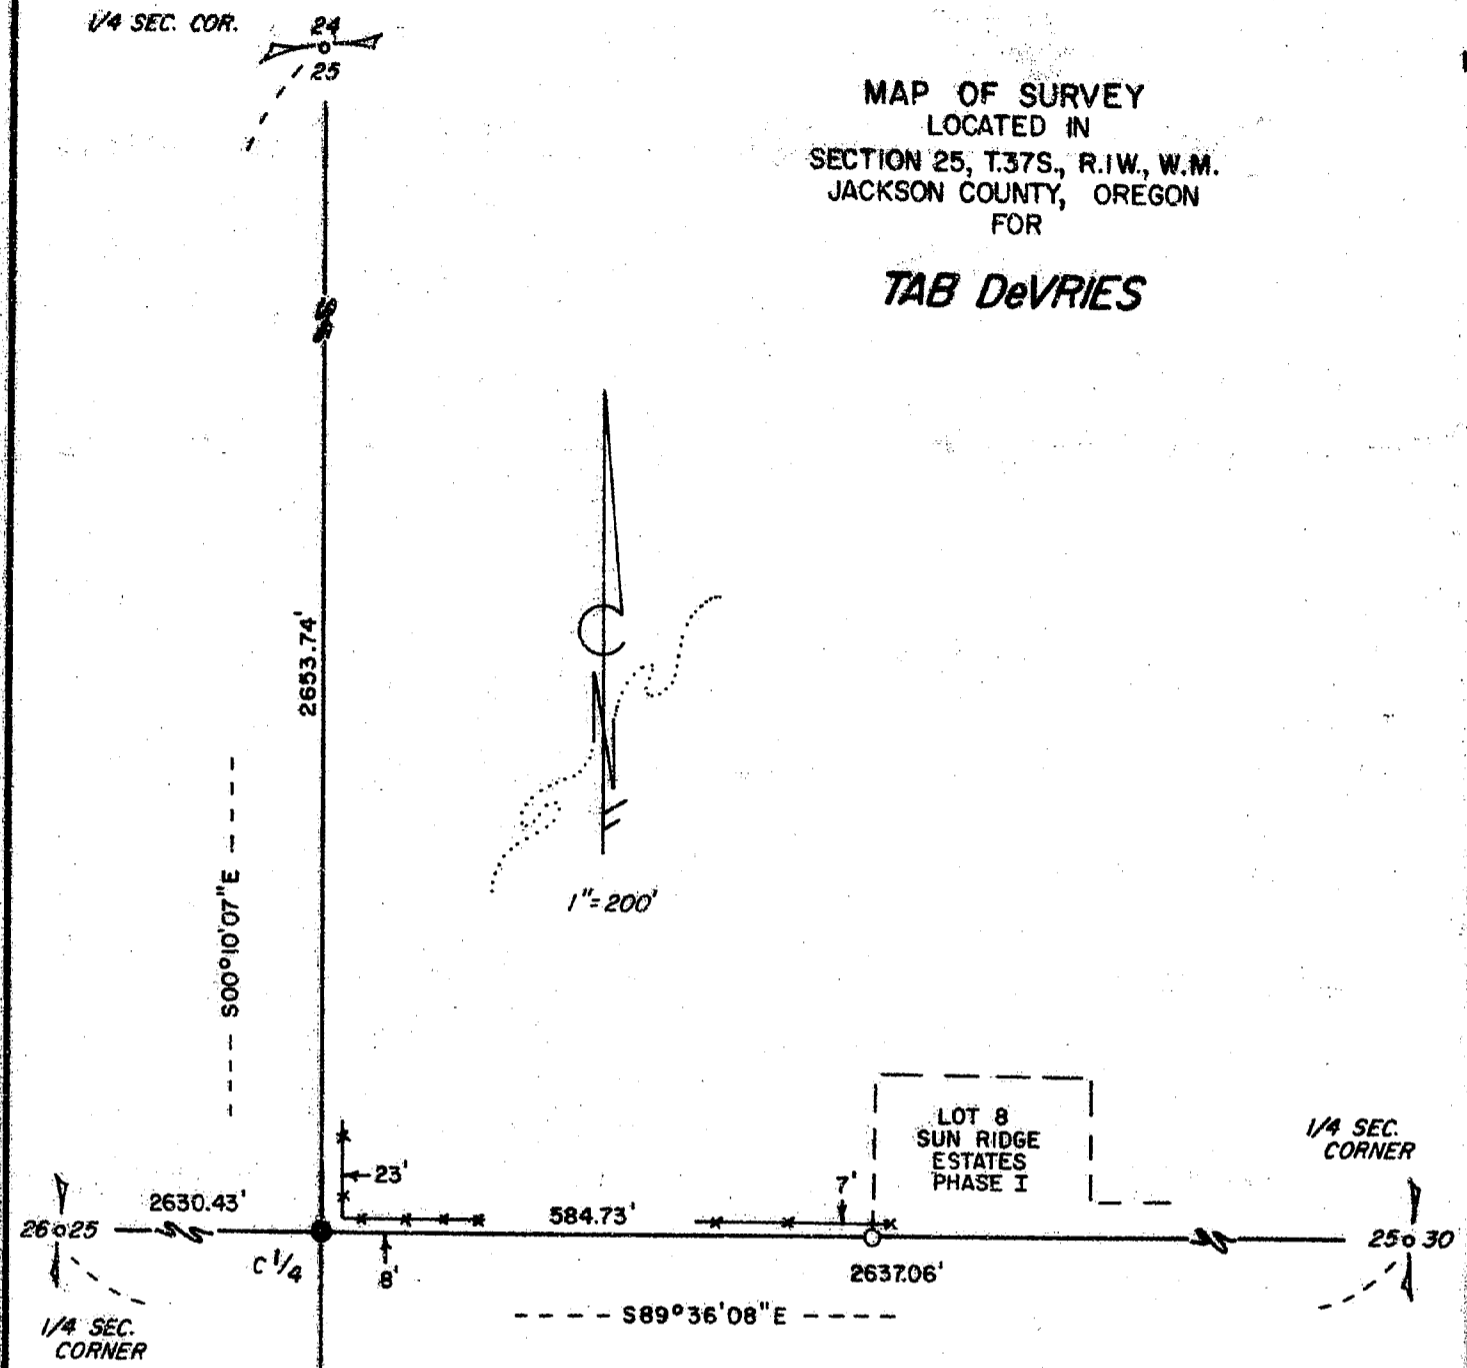 1/4 SEC. COR.
24
25
MAP OF SURVEY
LOCATED IN
SECTION 25, T.37S., R.1W., W.M.
JACKSON COUNTY, OREGON
FOR
TAB DeVRIES
2653.74'
N
1"=200'
S00°10'07"E
LOT 8
SUN RIDGE
ESTATES
PHASE I
1/4 SEC.
CORNER
23'
7'
2630.43'
584.73'
26 25
25 30
C 1/4
8'
2637.06'
S89°36'08"E
1/4 SEC.
CORNER